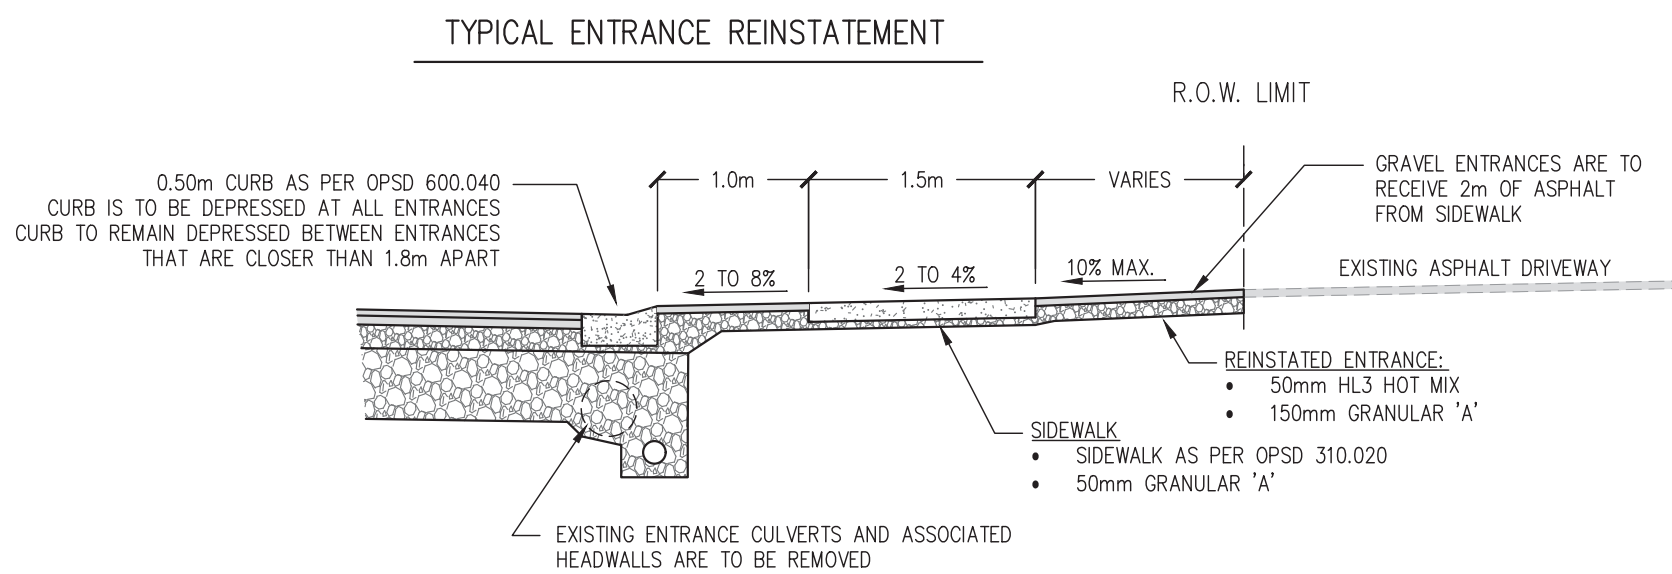 TYPICAL ENTRANCE REINSTATEMENT
R.O.W. LIMIT
0.50m CURB AS PER OPSD 600.040
CURB IS TO BE DEPRESSED AT ALL ENTRANCES
CURB TO REMAIN DEPRESSED BETWEEN ENTRANCES
THAT ARE CLOSER THAN 1.8m APART
1.0m
1.5m
VARIES
GRAVEL ENTRANCES ARE TO
RECEIVE 2m OF ASPHALT
FROM SIDEWALK
2 TO 8%
2 TO 4%
10% MAX.
EXISTING ASPHALT DRIVEWAY
REINSTATED ENTRANCE:
• 50mm HL3 HOT MIX
• 150mm GRANULAR 'A'
SIDEWALK
• SIDEWALK AS PER OPSD 310.020
• 50mm GRANULAR 'A'
EXISTING ENTRANCE CULVERTS AND ASSOCIATED
HEADWALLS ARE TO BE REMOVED